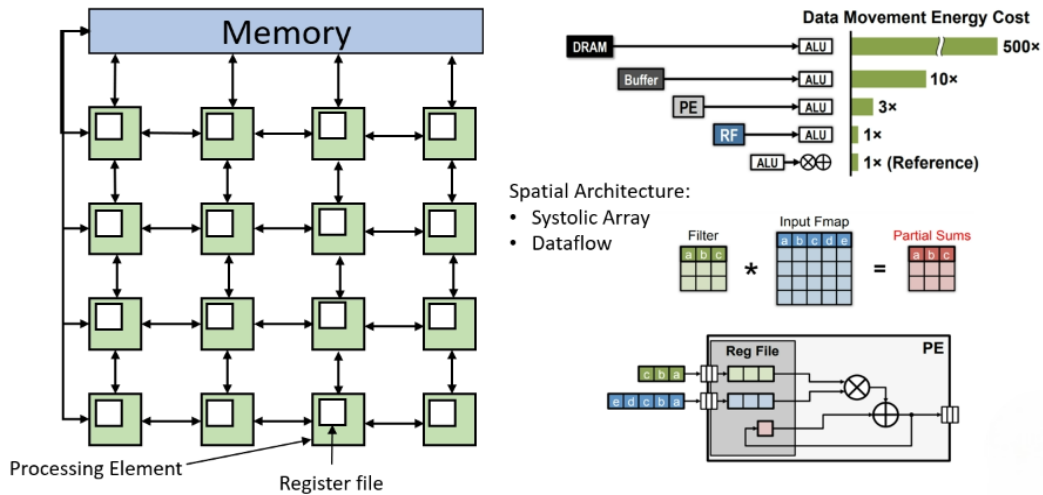 Memory
Processing Element
Register file
Data Movement Energy Cost
DRAM ALU 500×
Buffer ALU 10×
PE ALU 3×
RF ALU 1×
ALU 1× (Reference)
Spatial Architecture:
• Systolic Array
• Dataflow
Filter Input Fmap Partial Sums
a b c a b c d e a b c
* =
Reg File PE
c b a
e d c b a